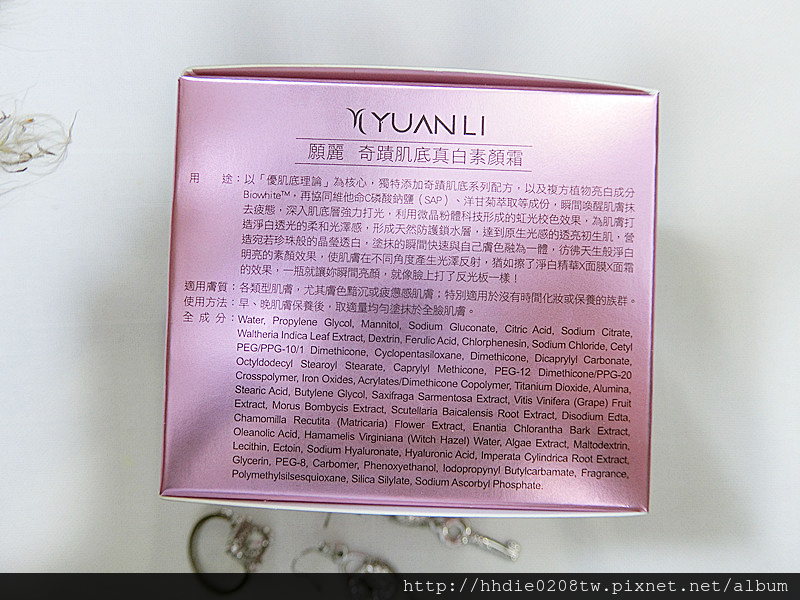 YUANLI
願麗 奇蹟肌底真白素顏霜
用 途：以「優肌底理論」為核心，獨特添加奇蹟肌底系列配方，以及複方植物亮白成分
Biowhite™，再協同維他命C磷酸鈉鹽（SAP）、洋甘菊萃取等成份，瞬間喚醒肌膚抹
去疲態，深入肌底層強力打光，利用微晶粉體科技形成的虹光校色效果，為肌膚打
造淨白透光的柔和光澤感，形成天然防護鎖水層，達到原生光感的透亮初生肌，營
造宛若珍珠般的晶瑩透白，塗抹的瞬間快速與自己膚色融為一體，彷彿天生般淨白
明亮的素顏效果，使肌膚在不同角度產生光澤反射，猶如擦了淨白精華X面膜X面霜
的效果，一瓶就讓妳瞬間亮顏，就像臉上打了反光板一樣！
適用膚質：各類型肌膚，尤其膚色黯沉或疲憊感肌膚；特別適用於沒有時間化妝或保養的族群。
使用方法：早、晚肌膚保養後，取適量均勻塗抹於全臉肌膚。
全 成 分：Water, Propylene Glycol, Mannitol, Sodium Gluconate, Citric Acid, Sodium Citrate,
Waltheria Indica Leaf Extract, Dextrin, Ferulic Acid, Chlorphenesin, Sodium Chloride, Cetyl
PEG/PPG-10/1 Dimethicone, Cyclopentasiloxane, Dimethicone, Dicaprylyl Carbonate,
Octyldodecyl Stearoyl Stearate, Caprylyl Methicone, PEG-12 Dimethicone/PPG-20
Crosspolymer, Iron Oxides, Acrylates/Dimethicone Copolymer, Titanium Dioxide, Alumina,
Stearic Acid, Butylene Glycol, Saxifraga Sarmentosa Extract, Vitis Vinifera (Grape) Fruit
Extract, Morus Bombycis Extract, Scutellaria Baicalensis Root Extract, Disodium Edta,
Chamomilla Recutita (Matricaria) Flower Extract, Enantia Chlorantha Bark Extract,
Oleanolic Acid, Hamamelis Virginiana (Witch Hazel) Water, Algae Extract, Maltodextrin,
Lecithin, Ectoin, Sodium Hyaluronate, Hyaluronic Acid, Imperata Cylindrica Root Extract,
Glycerin, PEG-8, Carbomer, Phenoxyethanol, Iodopropynyl Butylcarbamate, Fragrance,
Polymethylsilsesquioxane, Silica Silylate, Sodium Ascorbyl Phosphate.
http://hhdie0208tw.pixnet.net/album